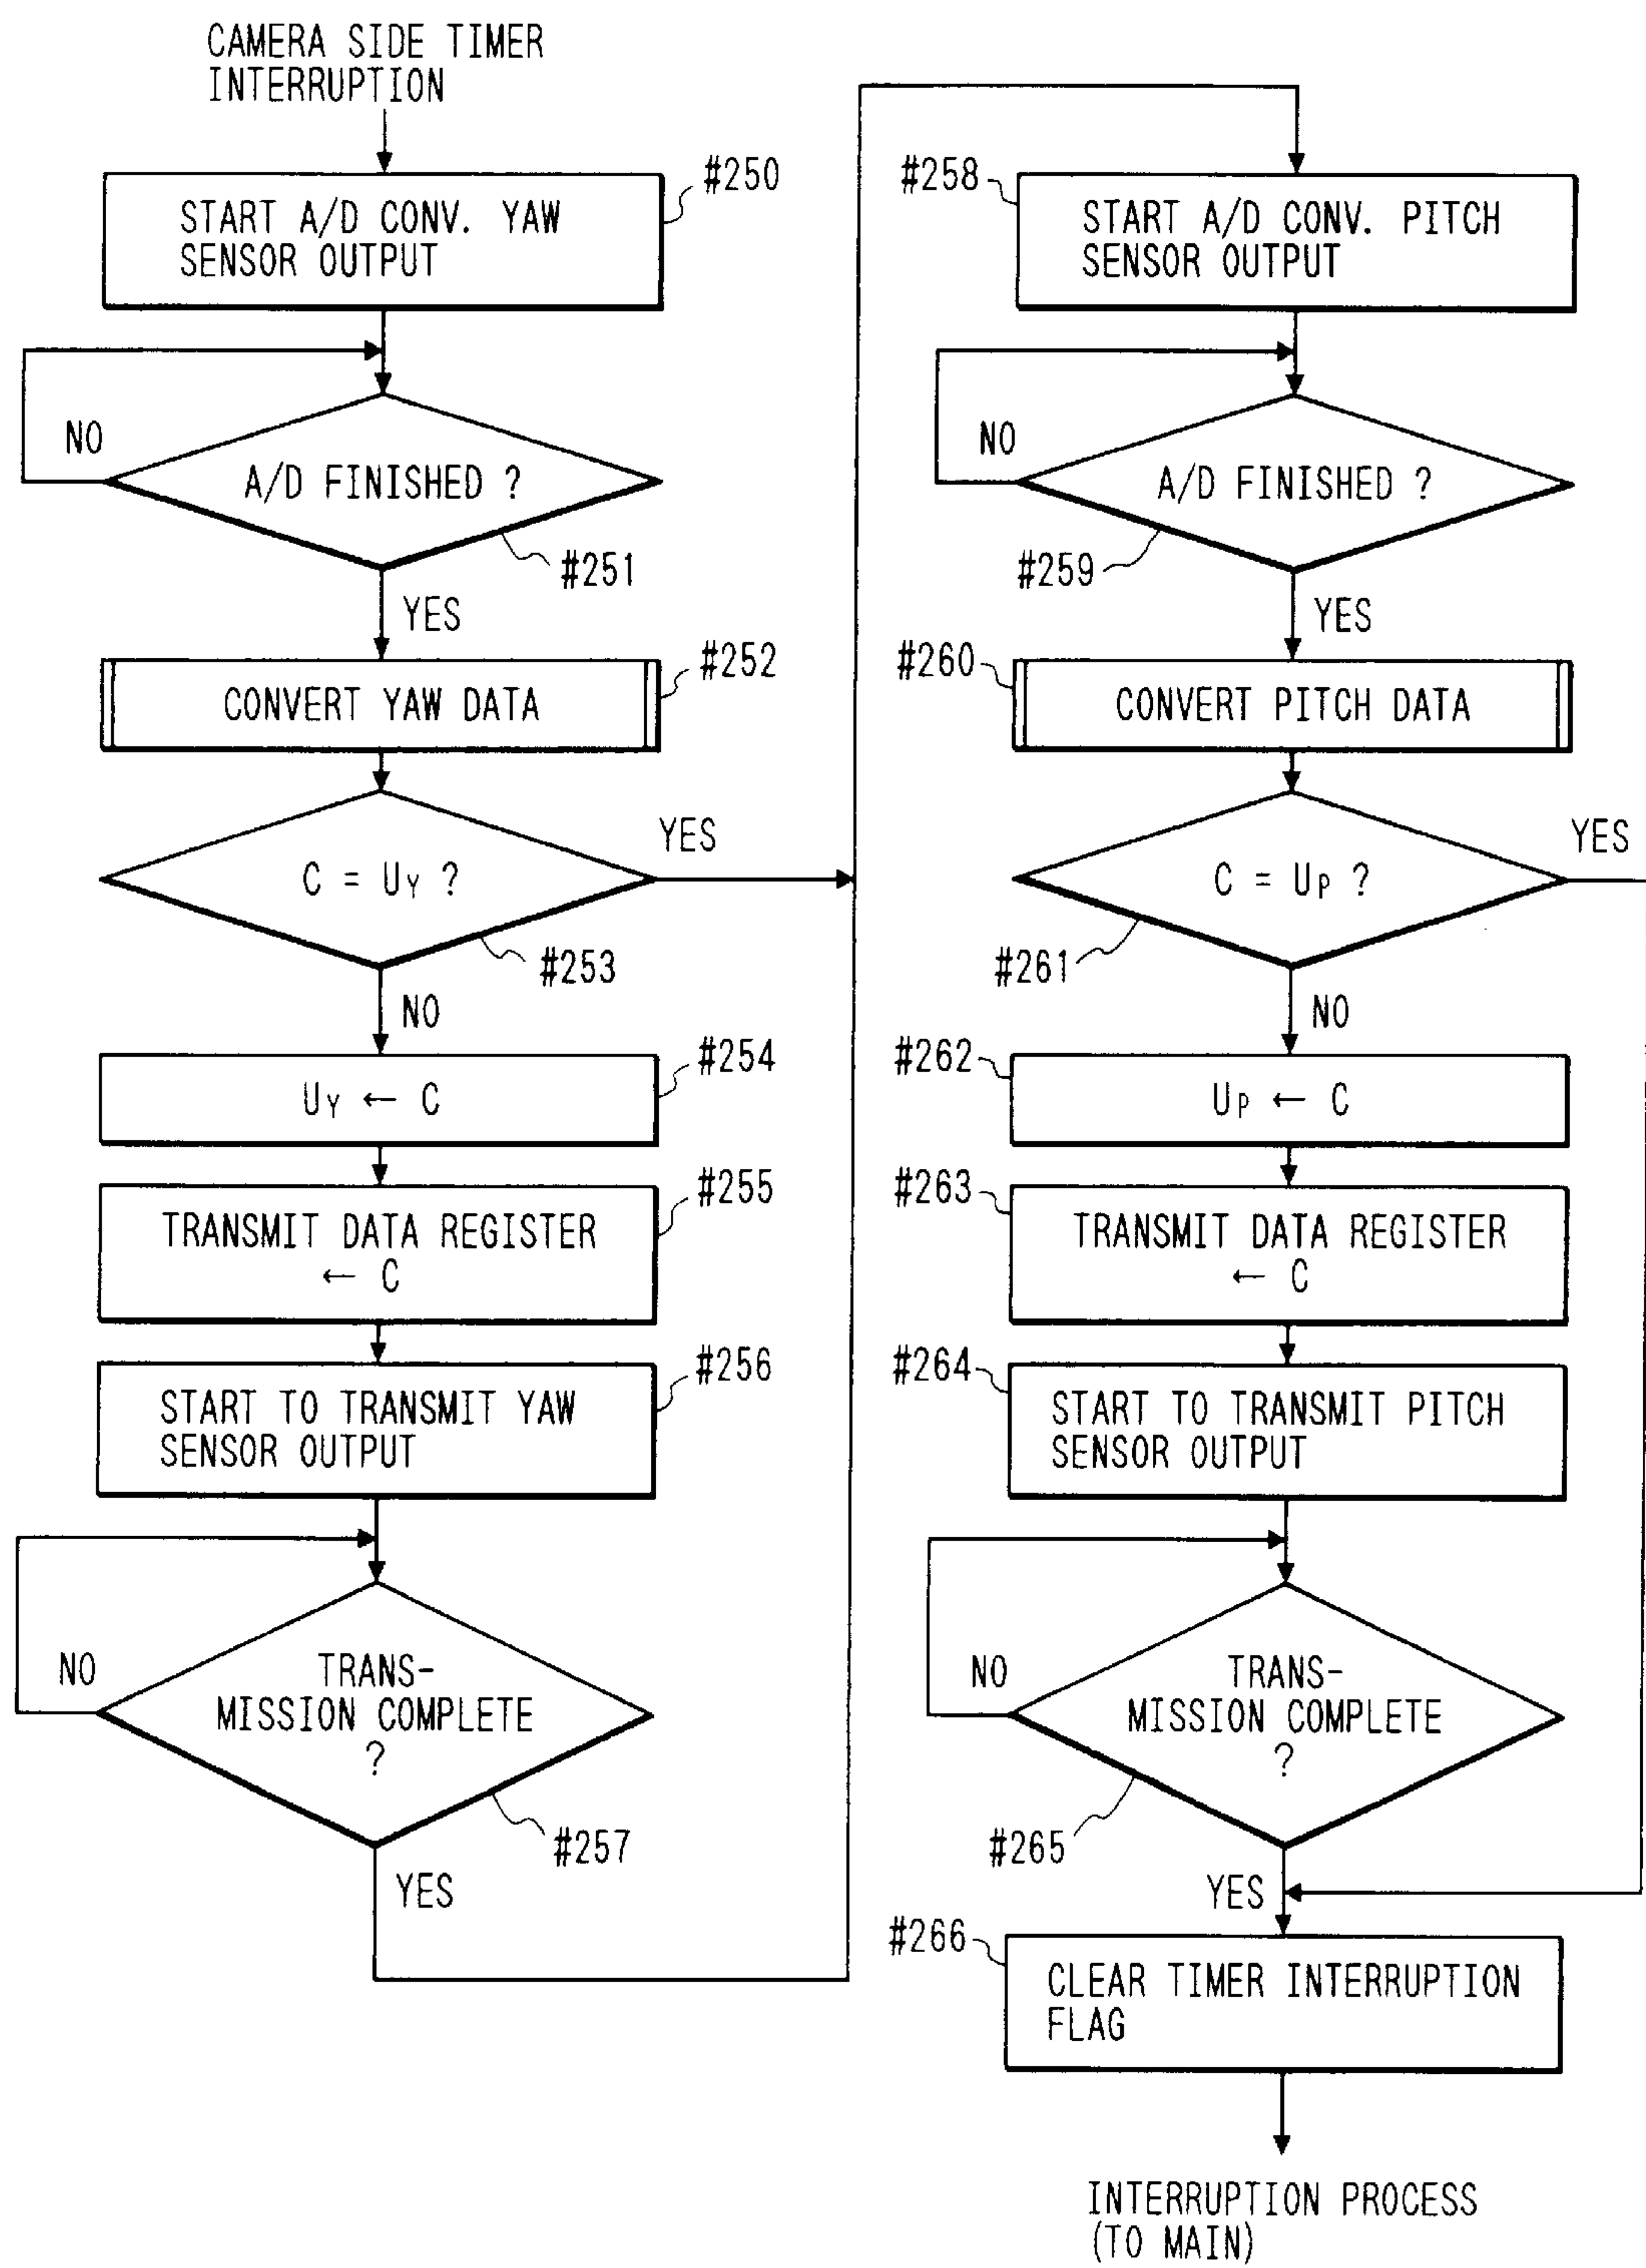 CAMERA SIDE TIMER
INTERRUPTION
#250
START A/D CONV. YAW
SENSOR OUTPUT
NO
A/D FINISHED ?
#251
YES
#252
CONVERT YAW DATA
YES
C = UY ?
#253
NO
#254
UY ← C
#255
TRANSMIT DATA REGISTER
← C
#256
START TO TRANSMIT YAW
SENSOR OUTPUT
NO
TRANS-
MISSION COMPLETE
?
#257
YES
#258
START A/D CONV. PITCH
SENSOR OUTPUT
NO
A/D FINISHED ?
#259
YES
#260
CONVERT PITCH DATA
YES
C = UP ?
#261
NO
#262
UP ← C
#263
TRANSMIT DATA REGISTER
← C
#264
START TO TRANSMIT PITCH
SENSOR OUTPUT
NO
TRANS-
MISSION COMPLETE
?
#265
YES
#266
CLEAR TIMER INTERRUPTION
FLAG
INTERRUPTION PROCESS
(TO MAIN)